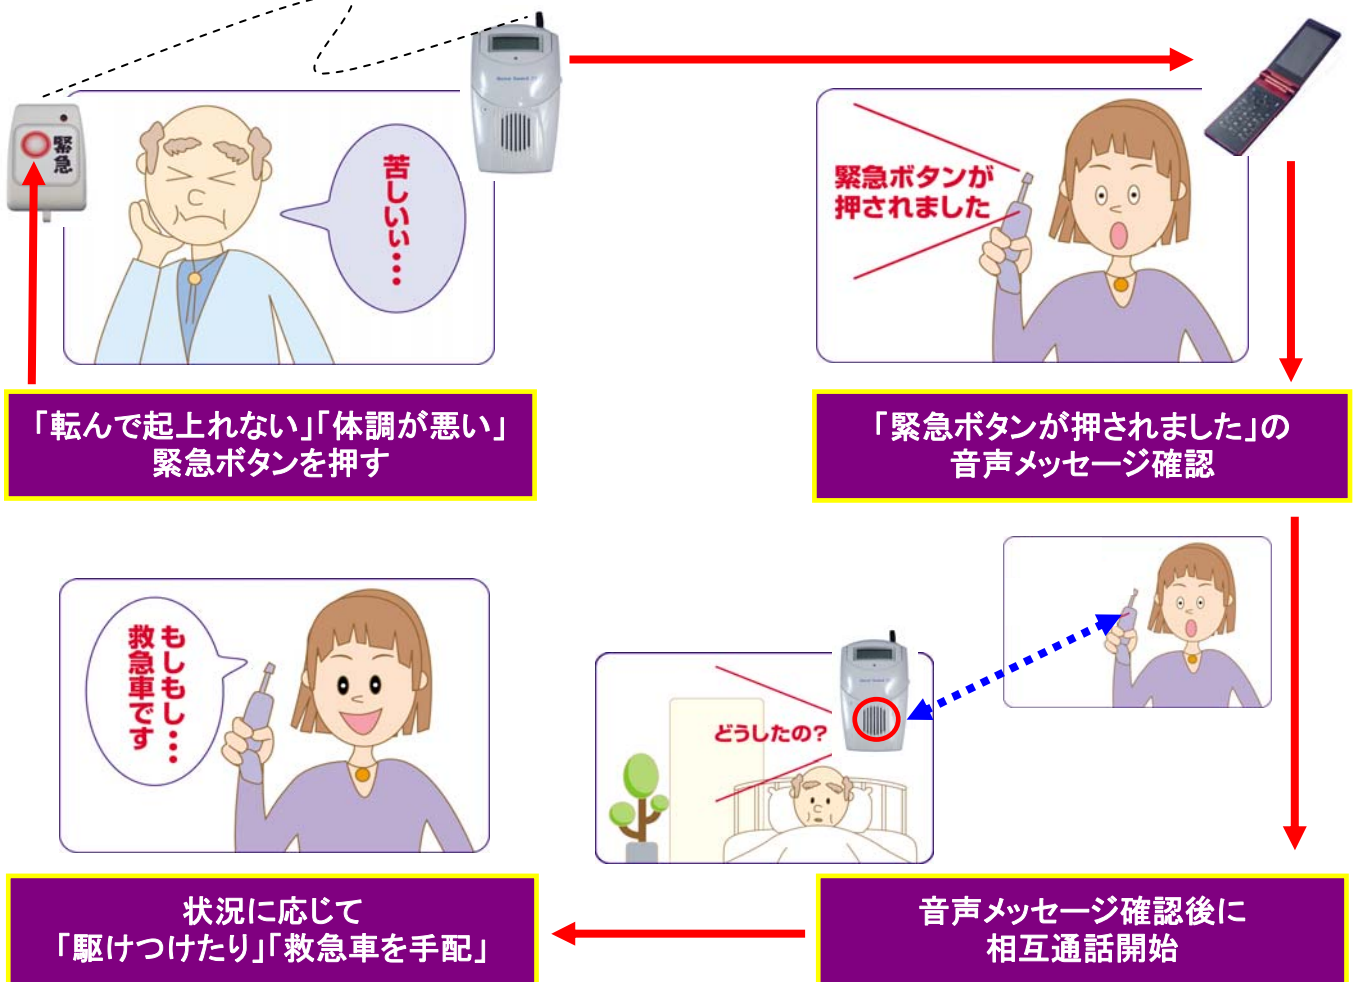 緊急
苦しいい・・・
緊急ボタンが
押されました
「転んで起上れない」「体調が悪い」
緊急ボタンを押す
「緊急ボタンが押されました」の
音声メッセージ確認
もしもし・・・
救急車です
どうしたの?
状況に応じて
「駆けつけたり」「救急車を手配」
音声メッセージ確認後に
相互通話開始